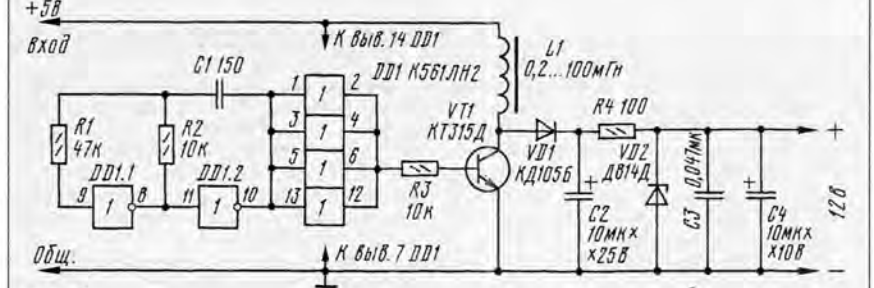 +5В
Вход
К выв. 14 DD1
C1 150
DD1 К561ЛН2
L1
0,2...100мГн
1
2
1
3
4
1
5
6
1
13
12
1
R1
47к
R2
10к
DD1.1
DD1.2
9
1
8
11
1
10
R3
10к
VT1
КТ315Д
VD1
КД105Б
R4 100
VD2
Д814Д
C2
10мк×
×25В
C3
0,047мк
C4
10мк×
×10В
+
+
+
12В
−
Общ.
К выв. 7 DD1